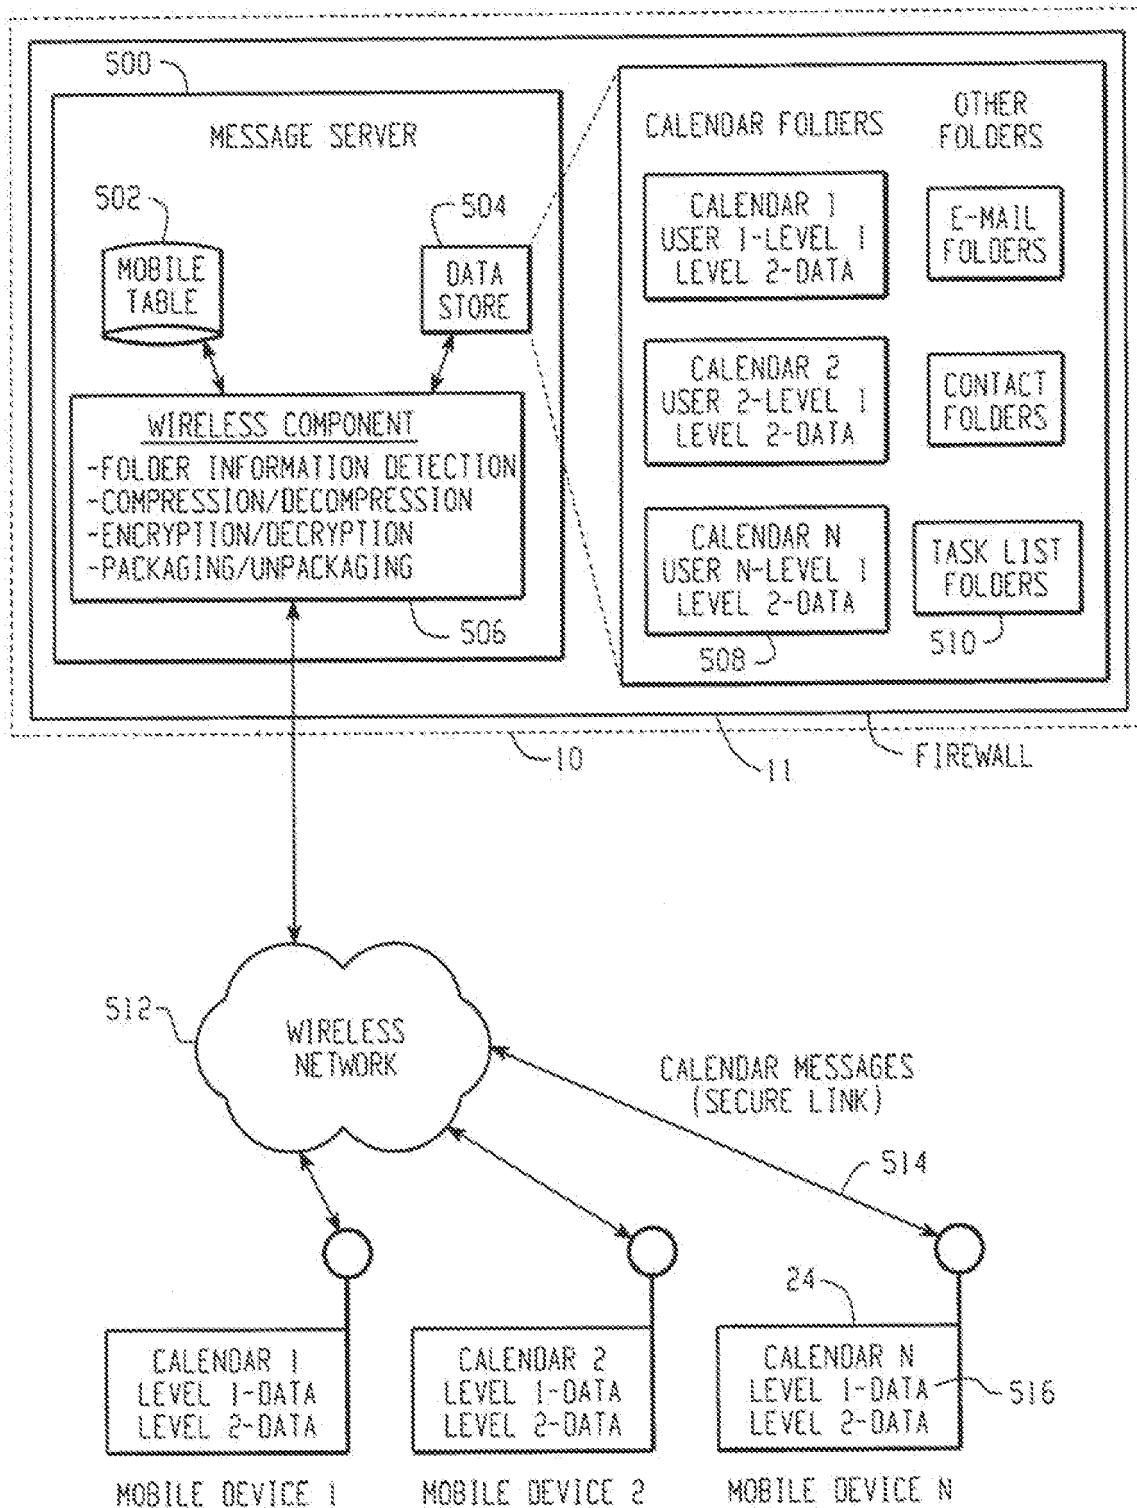 500
MESSAGE SERVER
502
504
MOBILE
TABLE
DATA
STORE
WIRELESS COMPONENT
-FOLDER INFORMATION DETECTION
-COMPRESSION/DECOMPRESSION
-ENCRYPTION/DECRYPTION
-PACKAGING/UNPACKAGING
506
CALENDAR FOLDERS
OTHER
FOLDERS
CALENDAR 1
USER 1-LEVEL 1
LEVEL 2-DATA
E-MAIL
FOLDERS
CALENDAR 2
USER 2-LEVEL 1
LEVEL 2-DATA
CONTACT
FOLDERS
CALENDAR N
USER N-LEVEL 1
LEVEL 2-DATA
TASK LIST
FOLDERS
508
510
10
11
FIREWALL
512
WIRELESS
NETWORK
CALENDAR MESSAGES
(SECURE LINK)
514
24
CALENDAR 1
LEVEL 1-DATA
LEVEL 2-DATA
CALENDAR 2
LEVEL 1-DATA
LEVEL 2-DATA
CALENDAR N
LEVEL 1-DATA
LEVEL 2-DATA
516
MOBILE DEVICE 1
MOBILE DEVICE 2
MOBILE DEVICE N